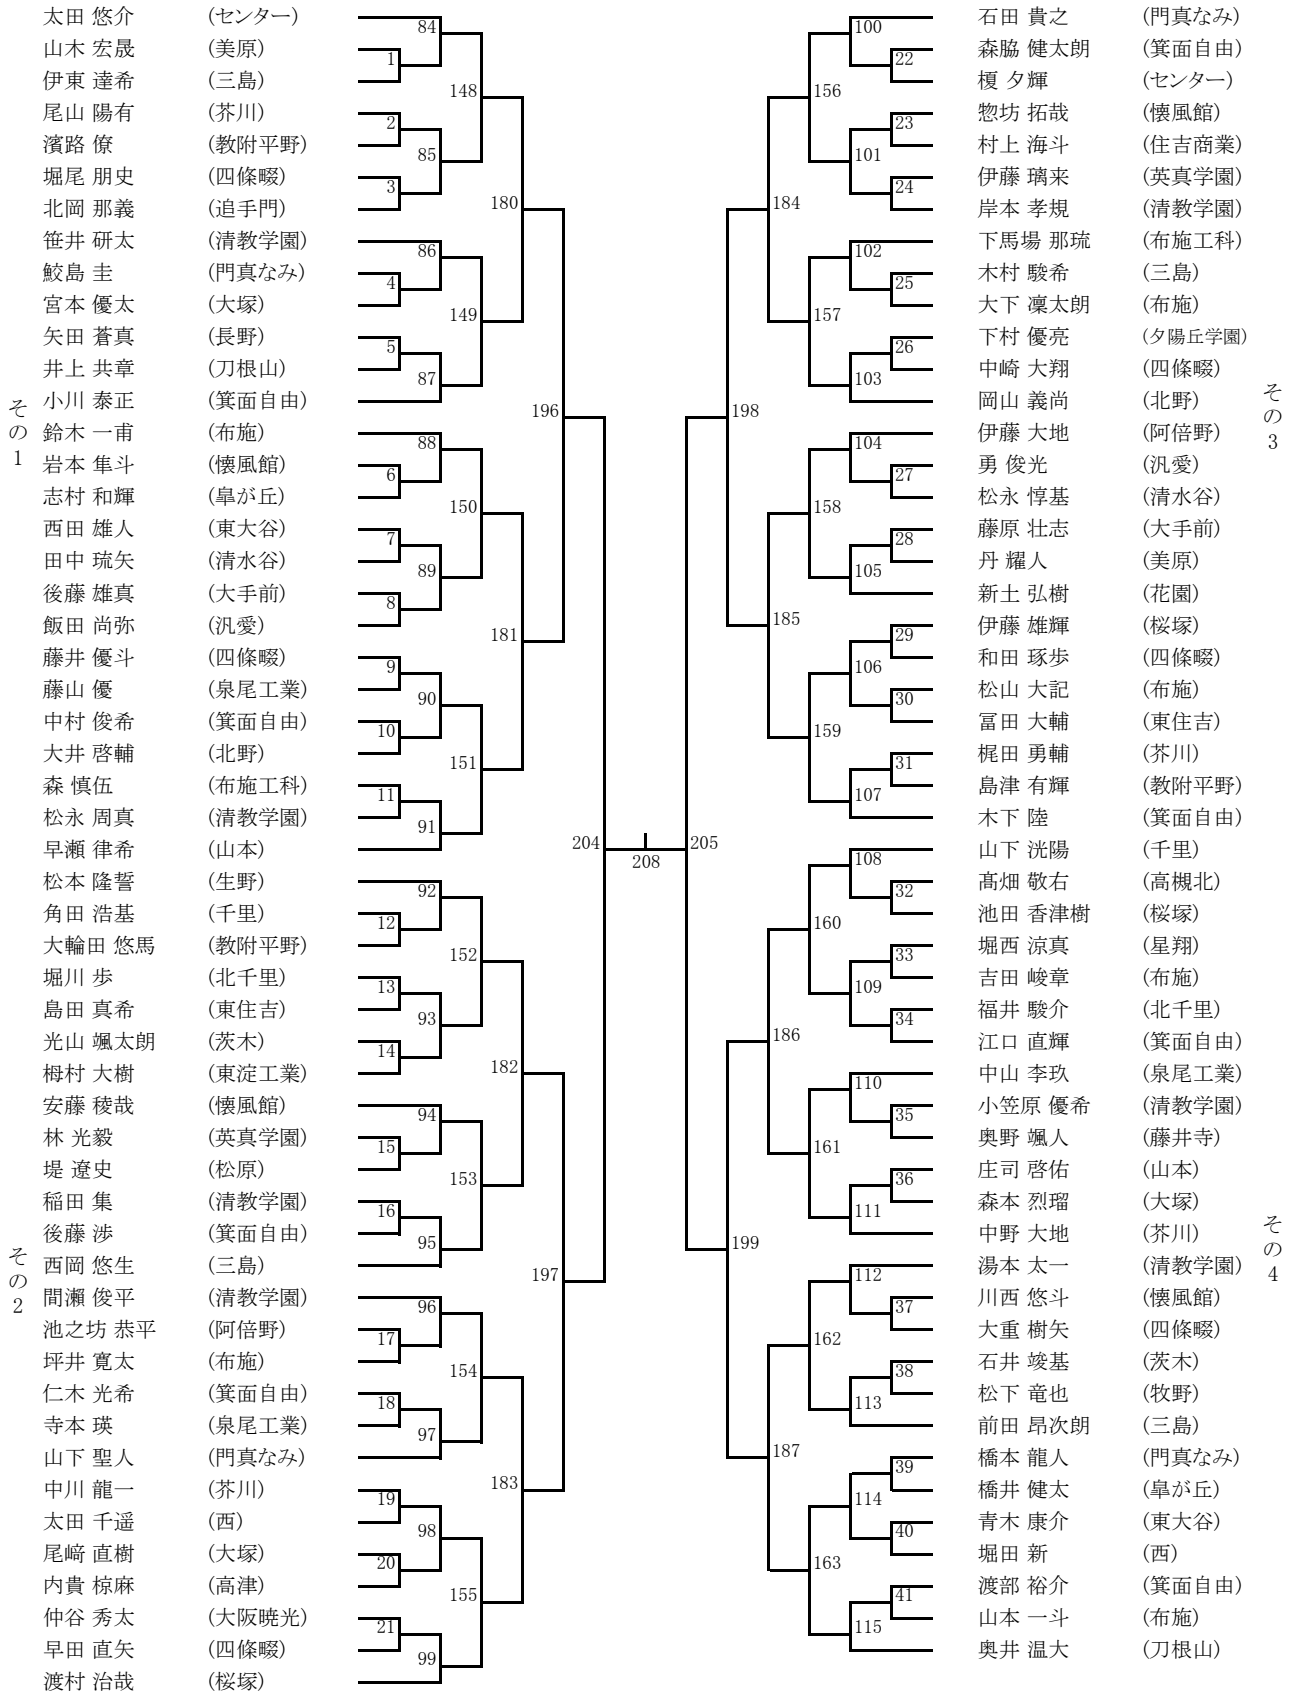 その1
太田 悠介 (センター)
山木 宏晟 (美原)
伊東 達希 (三島)
尾山 陽有 (芥川)
濱路 僚 (教附平野)
堀尾 朋史 (四條畷)
北岡 那義 (追手門)
笹井 研太 (清教学園)
鮫島 圭 (門真なみ)
宮本 優太 (大塚)
矢田 蒼真 (長野)
井上 共章 (刀根山)
小川 泰正 (箕面自由)
鈴木 一甫 (布施)
岩本 隼斗 (懐風館)
志村 和輝 (皐が丘)
西田 雄人 (東大谷)
田中 琉矢 (清水谷)
後藤 雄真 (大手前)
飯田 尚弥 (汎愛)
藤井 優斗 (四條畷)
藤山 優 (泉尾工業)
中村 俊希 (箕面自由)
大井 啓輔 (北野)
森 慎伍 (布施工科)
松永 周真 (清教学園)
早瀬 律希 (山本)
その2
松本 隆誓 (生野)
角田 浩基 (千里)
大輪田 悠馬 (教附平野)
堀川 歩 (北千里)
島田 真希 (東住吉)
光山 颯太朗 (茨木)
栂村 大樹 (東淀工業)
安藤 稜哉 (懐風館)
林 光毅 (英真学園)
堤 遼史 (松原)
稲田 集 (清教学園)
後藤 渉 (箕面自由)
西岡 悠生 (三島)
間瀬 俊平 (清教学園)
池之坊 恭平 (阿倍野)
坪井 寛太 (布施)
仁木 光希 (箕面自由)
寺本 瑛 (泉尾工業)
山下 聖人 (門真なみ)
中川 龍一 (芥川)
太田 千遥 (西)
尾﨑 直樹 (大塚)
内貴 椋麻 (高津)
仲谷 秀太 (大阪暁光)
早田 直矢 (四條畷)
渡村 治哉 (桜塚)
1
2
3
4
5
6
7
8
9
10
11
12
13
14
15
16
17
18
19
20
21
84
85
86
87
88
89
90
91
92
93
94
95
96
97
98
99
148
149
150
151
152
153
154
155
180
181
182
183
196
197
204
208
205
198
199
184
185
186
187
156
157
158
159
160
161
162
163
100
101
102
103
104
105
106
107
108
109
110
111
112
113
114
115
22
23
24
25
26
27
28
29
30
31
32
33
34
35
36
37
38
39
40
41
その3
石田 貴之 (門真なみ)
森脇 健太朗 (箕面自由)
榎 夕輝 (センター)
惣坊 拓哉 (懐風館)
村上 海斗 (住吉商業)
伊藤 璃来 (英真学園)
岸本 孝規 (清教学園)
下馬場 那琉 (布施工科)
木村 駿希 (三島)
大下 凜太朗 (布施)
下村 優亮 (夕陽丘学園)
中崎 大翔 (四條畷)
岡山 義尚 (北野)
伊藤 大地 (阿倍野)
勇 俊光 (汎愛)
松永 惇基 (清水谷)
藤原 壮志 (大手前)
丹 耀人 (美原)
新土 弘樹 (花園)
伊藤 雄輝 (桜塚)
和田 琢歩 (四條畷)
松山 大記 (布施)
冨田 大輔 (東住吉)
梶田 勇輔 (芥川)
島津 有輝 (教附平野)
木下 陸 (箕面自由)
その4
山下 洸陽 (千里)
髙畑 敬右 (高槻北)
池田 香津樹 (桜塚)
堀西 涼真 (星翔)
吉田 峻章 (布施)
福井 駿介 (北千里)
江口 直輝 (箕面自由)
中山 李玖 (泉尾工業)
小笠原 優希 (清教学園)
奥野 颯人 (藤井寺)
庄司 啓佑 (山本)
森本 烈瑠 (大塚)
中野 大地 (芥川)
湯本 太一 (清教学園)
川西 悠斗 (懐風館)
大重 樹矢 (四條畷)
石井 竣基 (茨木)
松下 竜也 (牧野)
前田 昂次朗 (三島)
橋本 龍人 (門真なみ)
橋井 健太 (皐が丘)
青木 康介 (東大谷)
堀田 新 (西)
渡部 裕介 (箕面自由)
山本 一斗 (布施)
奥井 温大 (刀根山)